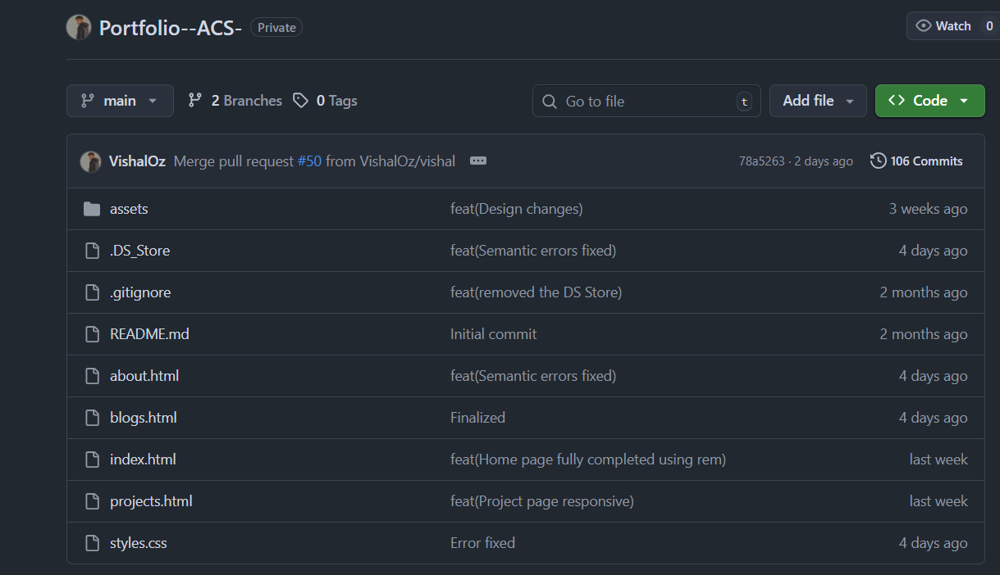 Portfolio--ACS- Private Watch 0
main 2 Branches 0 Tags Go to file t Add file Code
VishalOz Merge pull request #50 from VishalOz/vishal 78a5263 · 2 days ago 106 Commits
assets feat(Design changes) 3 weeks ago
.DS_Store feat(Semantic errors fixed) 4 days ago
.gitignore feat(removed the DS Store) 2 months ago
README.md Initial commit 2 months ago
about.html feat(Semantic errors fixed) 4 days ago
blogs.html Finalized 4 days ago
index.html feat(Home page fully completed using rem) last week
projects.html feat(Project page responsive) last week
styles.css Error fixed 4 days ago